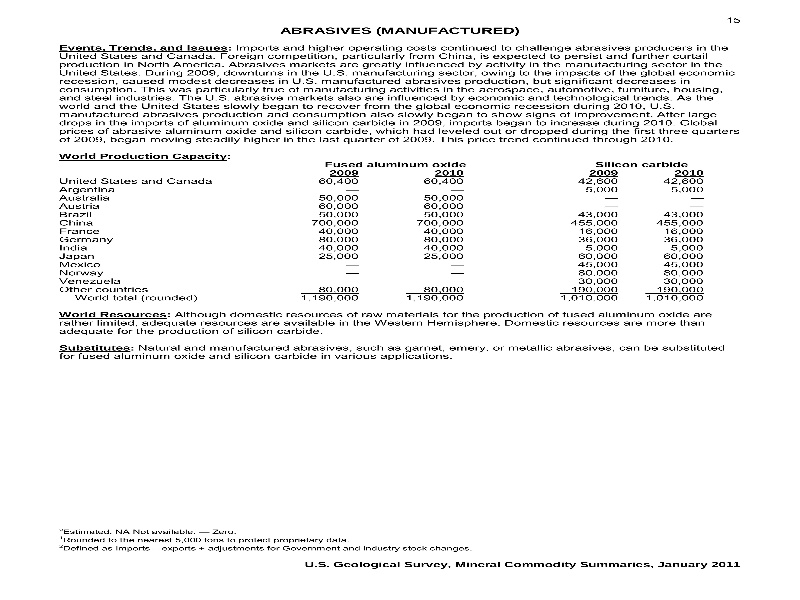 15
ABRASIVES (MANUFACTURED)
Events, Trends, and Issues: Imports and higher operating costs continued to challenge abrasives producers in the
United States and Canada. Foreign competition, particularly from China, is expected to persist and further curtail
production in North America. Abrasives markets are greatly influenced by activity in the manufacturing sector in the
United States. During 2009, downturns in the U.S. manufacturing sector, owing to the impacts of the global economic
recession, caused modest decreases in U.S. manufactured abrasives production, but significant decreases in
consumption. This was particularly true of manufacturing activities in the aerospace, automotive, furniture, housing,
and steel industries. The U.S. abrasive markets also are influenced by economic and technological trends. As the
world and the United States slowly began to recover from the global economic recession during 2010, U.S.
manufactured abrasives production and consumption also slowly began to show signs of improvement. After large
drops in the imports of aluminum oxide and silicon carbide in 2009, imports began to increase during 2010. Global
prices of abrasive aluminum oxide and silicon carbide, which had leveled out or dropped during the first three quarters
of 2009, began moving steadily higher in the last quarter of 2009. This price trend continued through 2010.
World Production Capacity:
Fused aluminum oxide Silicon carbide
2009 2010 2009 2010
United States and Canada 60,400 60,400 42,600 42,600
Argentina — — 5,000 5,000
Australia 50,000 50,000 — —
Austria 60,000 60,000 — —
Brazil 50,000 50,000 43,000 43,000
China 700,000 700,000 455,000 455,000
France 40,000 40,000 16,000 16,000
Germany 80,000 80,000 36,000 36,000
India 40,000 40,000 5,000 5,000
Japan 25,000 25,000 60,000 60,000
Mexico — — 45,000 45,000
Norway — — 80,000 80,000
Venezuela — — 30,000 30,000
Other countries 80,000 80,000 190,000 190,000
World total (rounded) 1,190,000 1,190,000 1,010,000 1,010,000
World Resources: Although domestic resources of raw materials for the production of fused aluminum oxide are
rather limited, adequate resources are available in the Western Hemisphere. Domestic resources are more than
adequate for the production of silicon carbide.
Substitutes: Natural and manufactured abrasives, such as garnet, emery, or metallic abrasives, can be substituted
for fused aluminum oxide and silicon carbide in various applications.
eEstimated. NA Not available. — Zero.
1Rounded to the nearest 5,000 tons to protect proprietary data.
2Defined as imports – exports + adjustments for Government and industry stock changes.
U.S. Geological Survey, Mineral Commodity Summaries, January 2011